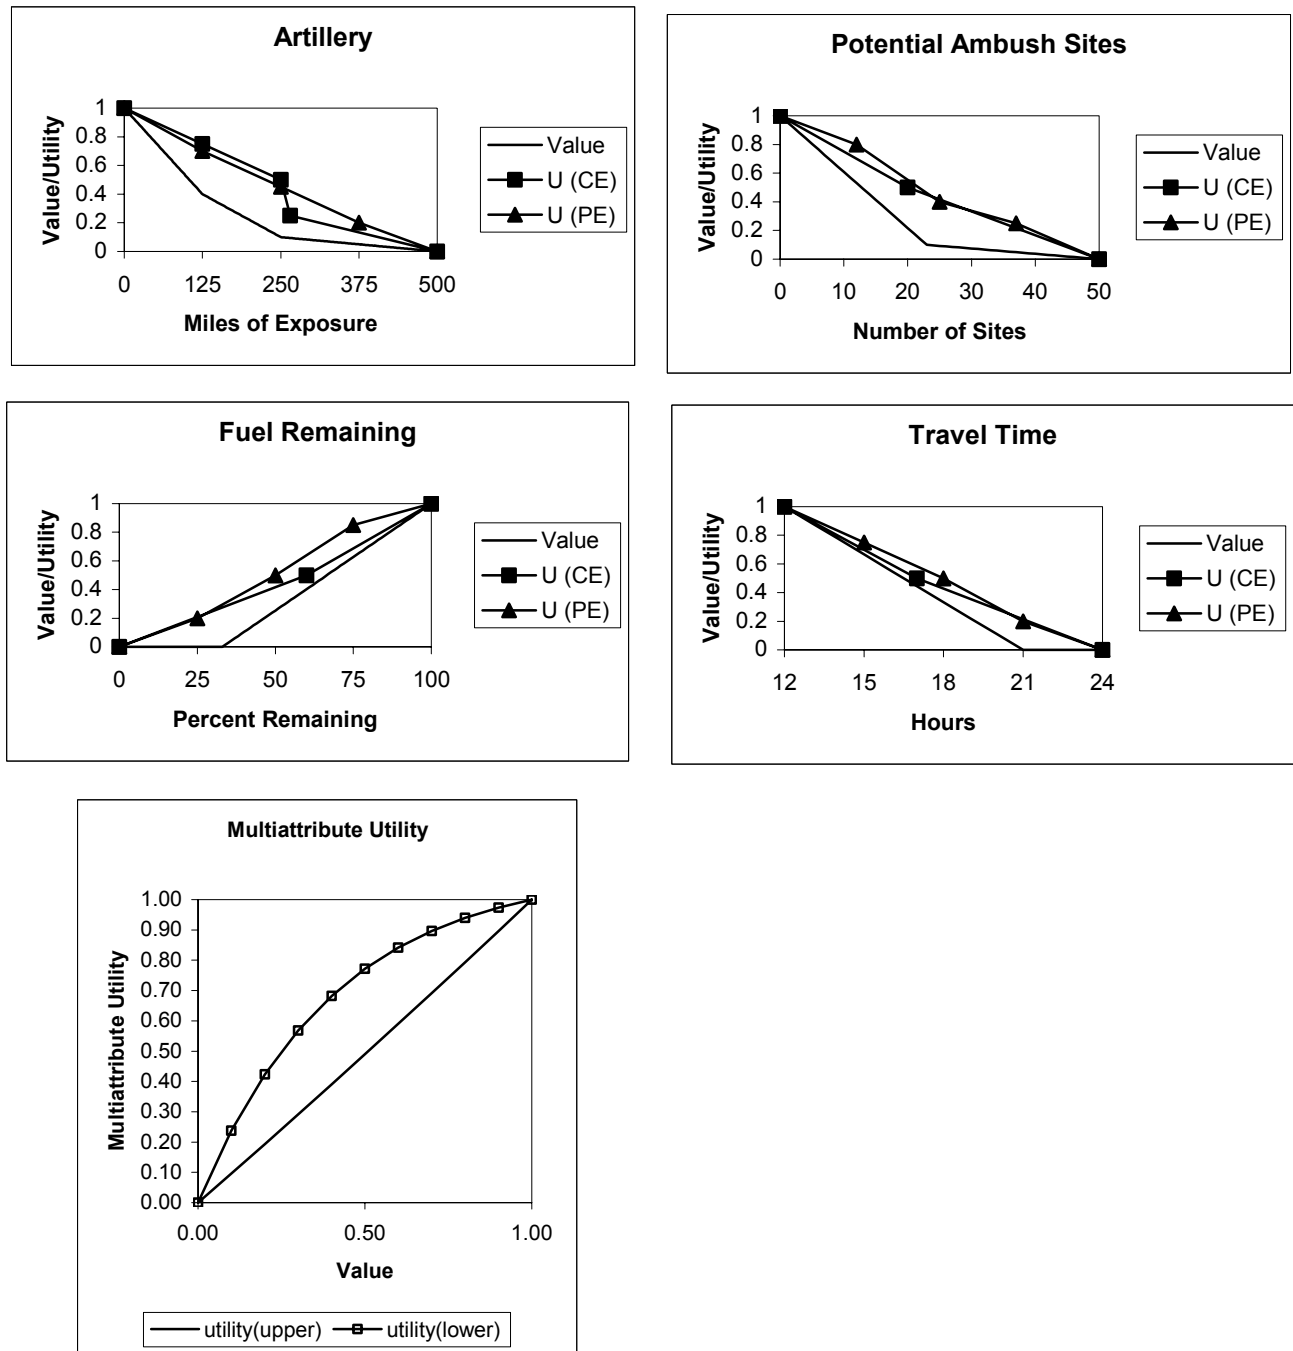 Artillery
Value/Utility
1
0.8
0.6
0.4
0.2
0
0 125 250 375 500
Miles of Exposure
Value
U (CE)
U (PE)
Potential Ambush Sites
Value/Utility
1
0.8
0.6
0.4
0.2
0
0 10 20 30 40 50
Number of Sites
Value
U (CE)
U (PE)
Fuel Remaining
Value/Utility
1
0.8
0.6
0.4
0.2
0
0 25 50 75 100
Percent Remaining
Value
U (CE)
U (PE)
Travel Time
Value/Utility
1
0.8
0.6
0.4
0.2
0
12 15 18 21 24
Hours
Value
U (CE)
U (PE)
Multiattribute Utility
Multiattribute Utility
1.00
0.90
0.80
0.70
0.60
0.50
0.40
0.30
0.20
0.10
0.00
0.00 0.50 1.00
Value
utility(upper) utility(lower)